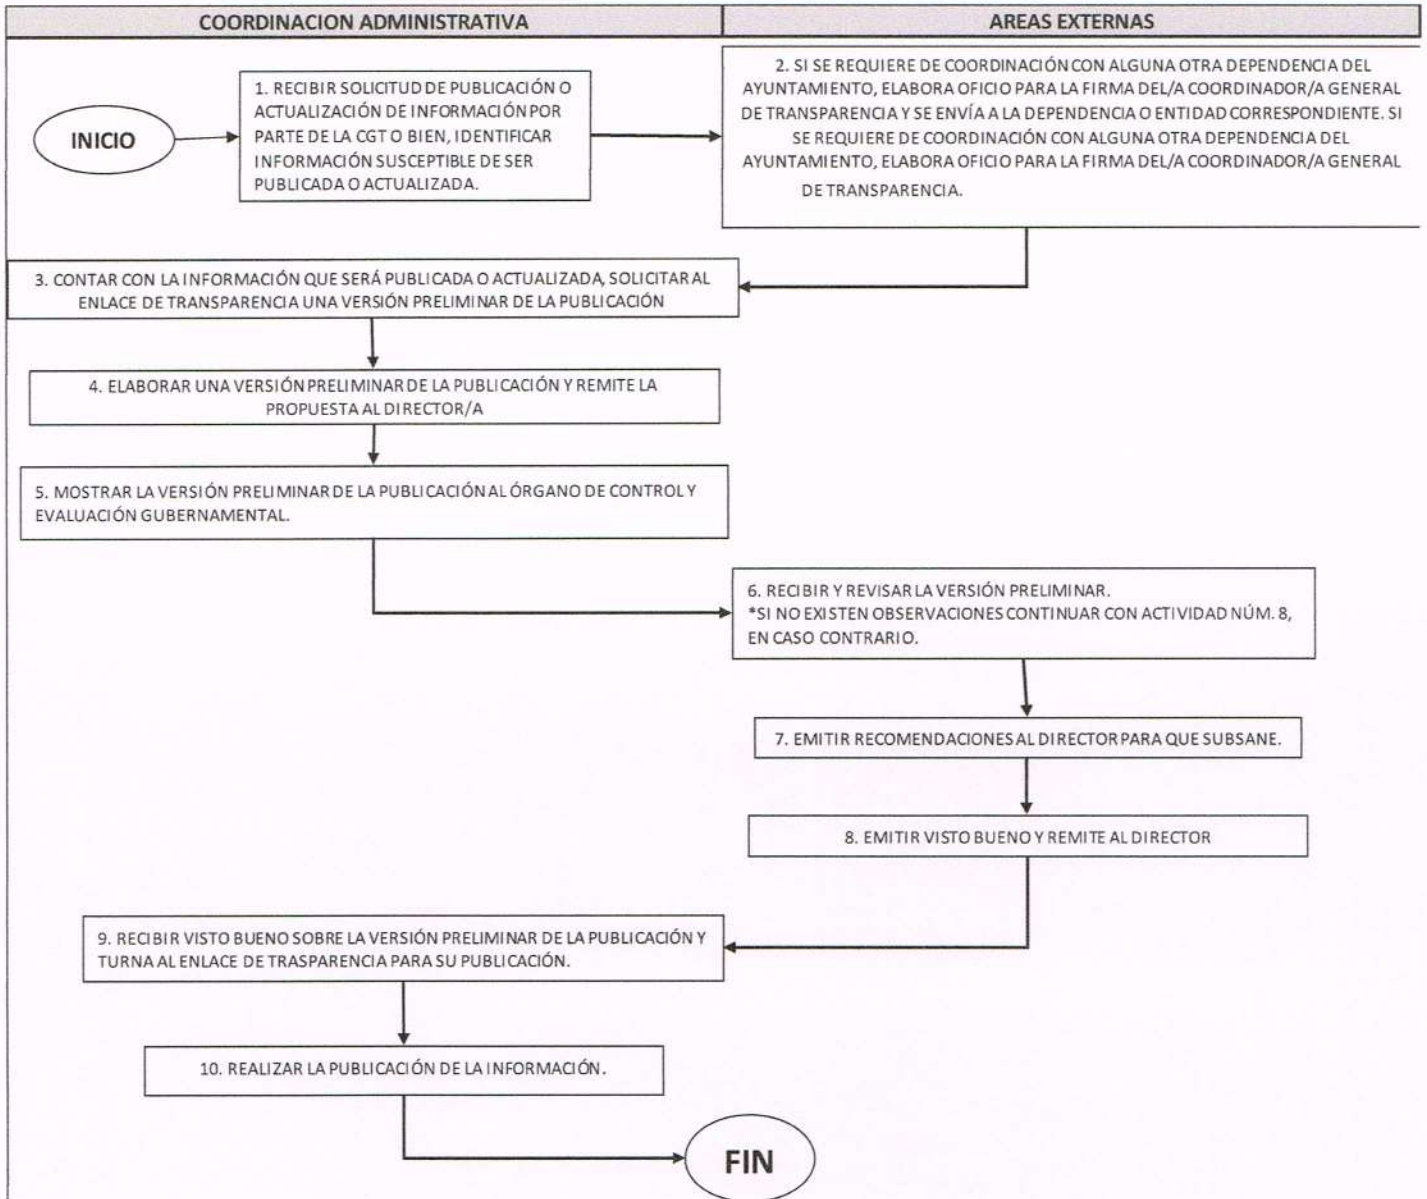 COORDINACION ADMINISTRATIVA
AREAS EXTERNAS
INICIO
1. RECIBIR SOLICITUD DE PUBLICACIÓN O
ACTUALIZACIÓN DE INFORMACIÓN POR
PARTE DE LA CGT O BIEN, IDENTIFICAR
INFORMACIÓN SUSCEPTIBLE DE SER
PUBLICADA O ACTUALIZADA.
2. SI SE REQUIERE DE COORDINACIÓN CON ALGUNA OTRA DEPENDENCIA DEL
AYUNTAMIENTO, ELABORA OFICIO PARA LA FIRMA DEL/A COORDINADOR/A GENERAL
DE TRANSPARENCIA Y SE ENVÍA A LA DEPENDENCIA O ENTIDAD CORRESPONDIENTE. SI
SE REQUIERE DE COORDINACIÓN CON ALGUNA OTRA DEPENDENCIA DEL
AYUNTAMIENTO, ELABORA OFICIO PARA LA FIRMA DEL/A COORDINADOR/A GENERAL
DE TRANSPARENCIA.
3. CONTAR CON LA INFORMACIÓN QUE SERÁ PUBLICADA O ACTUALIZADA, SOLICITAR AL
ENLACE DE TRANSPARENCIA UNA VERSIÓN PRELIMINAR DE LA PUBLICACIÓN
4. ELABORAR UNA VERSIÓN PRELIMINAR DE LA PUBLICACIÓN Y REMITE LA
PROPUESTA AL DIRECTOR/A
5. MOSTRAR LA VERSIÓN PRELIMINAR DE LA PUBLICACIÓN AL ÓRGANO DE CONTROL Y
EVALUACIÓN GUBERNAMENTAL.
6. RECIBIR Y REVISAR LA VERSIÓN PRELIMINAR.
*SI NO EXISTEN OBSERVACIONES CONTINUAR CON ACTIVIDAD NÚM. 8,
EN CASO CONTRARIO.
7. EMITIR RECOMENDACIONES AL DIRECTOR PARA QUE SUBSANE.
8. EMITIR VISTO BUENO Y REMITE AL DIRECTOR
9. RECIBIR VISTO BUENO SOBRE LA VERSIÓN PRELIMINAR DE LA PUBLICACIÓN Y
TURNA AL ENLACE DE TRASPARENCIA PARA SU PUBLICACIÓN.
10. REALIZAR LA PUBLICACIÓN DE LA INFORMACIÓN.
FIN